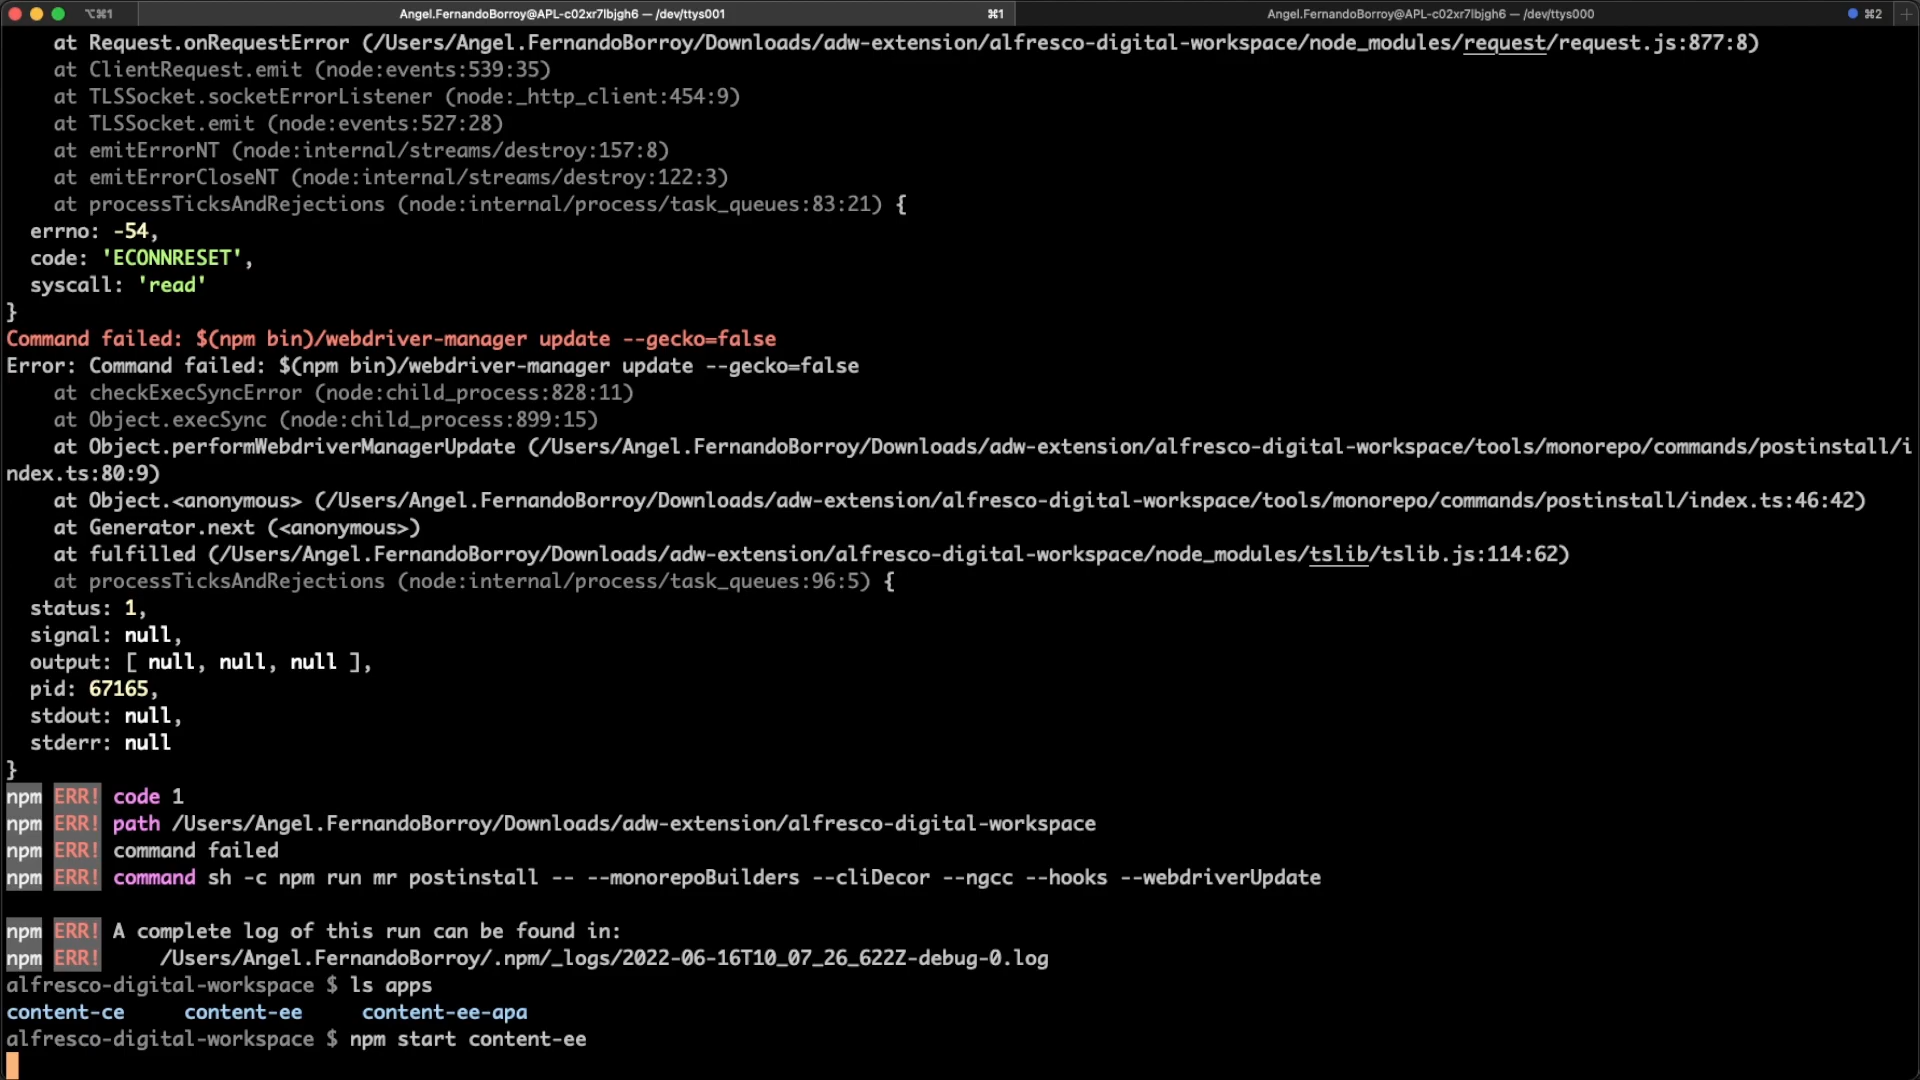 ⌥⌘1 Angel.FernandoBorroy@APL-c02xr7lbjgh6 — /dev/ttys001 ⌘1 Angel.FernandoBorroy@APL-c02xr7lbjgh6 — /dev/ttys000 ⌘2 +
at Request.onRequestError (/Users/Angel.FernandoBorroy/Downloads/adw-extension/alfresco-digital-workspace/node_modules/request/request.js:877:8)
at ClientRequest.emit (node:events:539:35)
at TLSSocket.socketErrorListener (node:_http_client:454:9)
at TLSSocket.emit (node:events:527:28)
at emitErrorNT (node:internal/streams/destroy:157:8)
at emitErrorCloseNT (node:internal/streams/destroy:122:3)
at processTicksAndRejections (node:internal/process/task_queues:83:21) {
errno: -54,
code: 'ECONNRESET',
syscall: 'read'
}
Command failed: $(npm bin)/webdriver-manager update --gecko=false
Error: Command failed: $(npm bin)/webdriver-manager update --gecko=false
at checkExecSyncError (node:child_process:828:11)
at Object.execSync (node:child_process:899:15)
at Object.performWebdriverManagerUpdate (/Users/Angel.FernandoBorroy/Downloads/adw-extension/alfresco-digital-workspace/tools/monorepo/commands/postinstall/i
ndex.ts:80:9)
at Object.<anonymous> (/Users/Angel.FernandoBorroy/Downloads/adw-extension/alfresco-digital-workspace/tools/monorepo/commands/postinstall/index.ts:46:42)
at Generator.next (<anonymous>)
at fulfilled (/Users/Angel.FernandoBorroy/Downloads/adw-extension/alfresco-digital-workspace/node_modules/tslib/tslib.js:114:62)
at processTicksAndRejections (node:internal/process/task_queues:96:5) {
status: 1,
signal: null,
output: [ null, null, null ],
pid: 67165,
stdout: null,
stderr: null
}
npm ERR! code 1
npm ERR! path /Users/Angel.FernandoBorroy/Downloads/adw-extension/alfresco-digital-workspace
npm ERR! command failed
npm ERR! command sh -c npm run mr postinstall -- --monorepoBuilders --cliDecor --ngcc --hooks --webdriverUpdate
npm ERR! A complete log of this run can be found in:
npm ERR! /Users/Angel.FernandoBorroy/.npm/_logs/2022-06-16T10_07_26_622Z-debug-0.log
alfresco-digital-workspace $ ls apps
content-ce content-ee content-ee-apa
alfresco-digital-workspace $ npm start content-ee